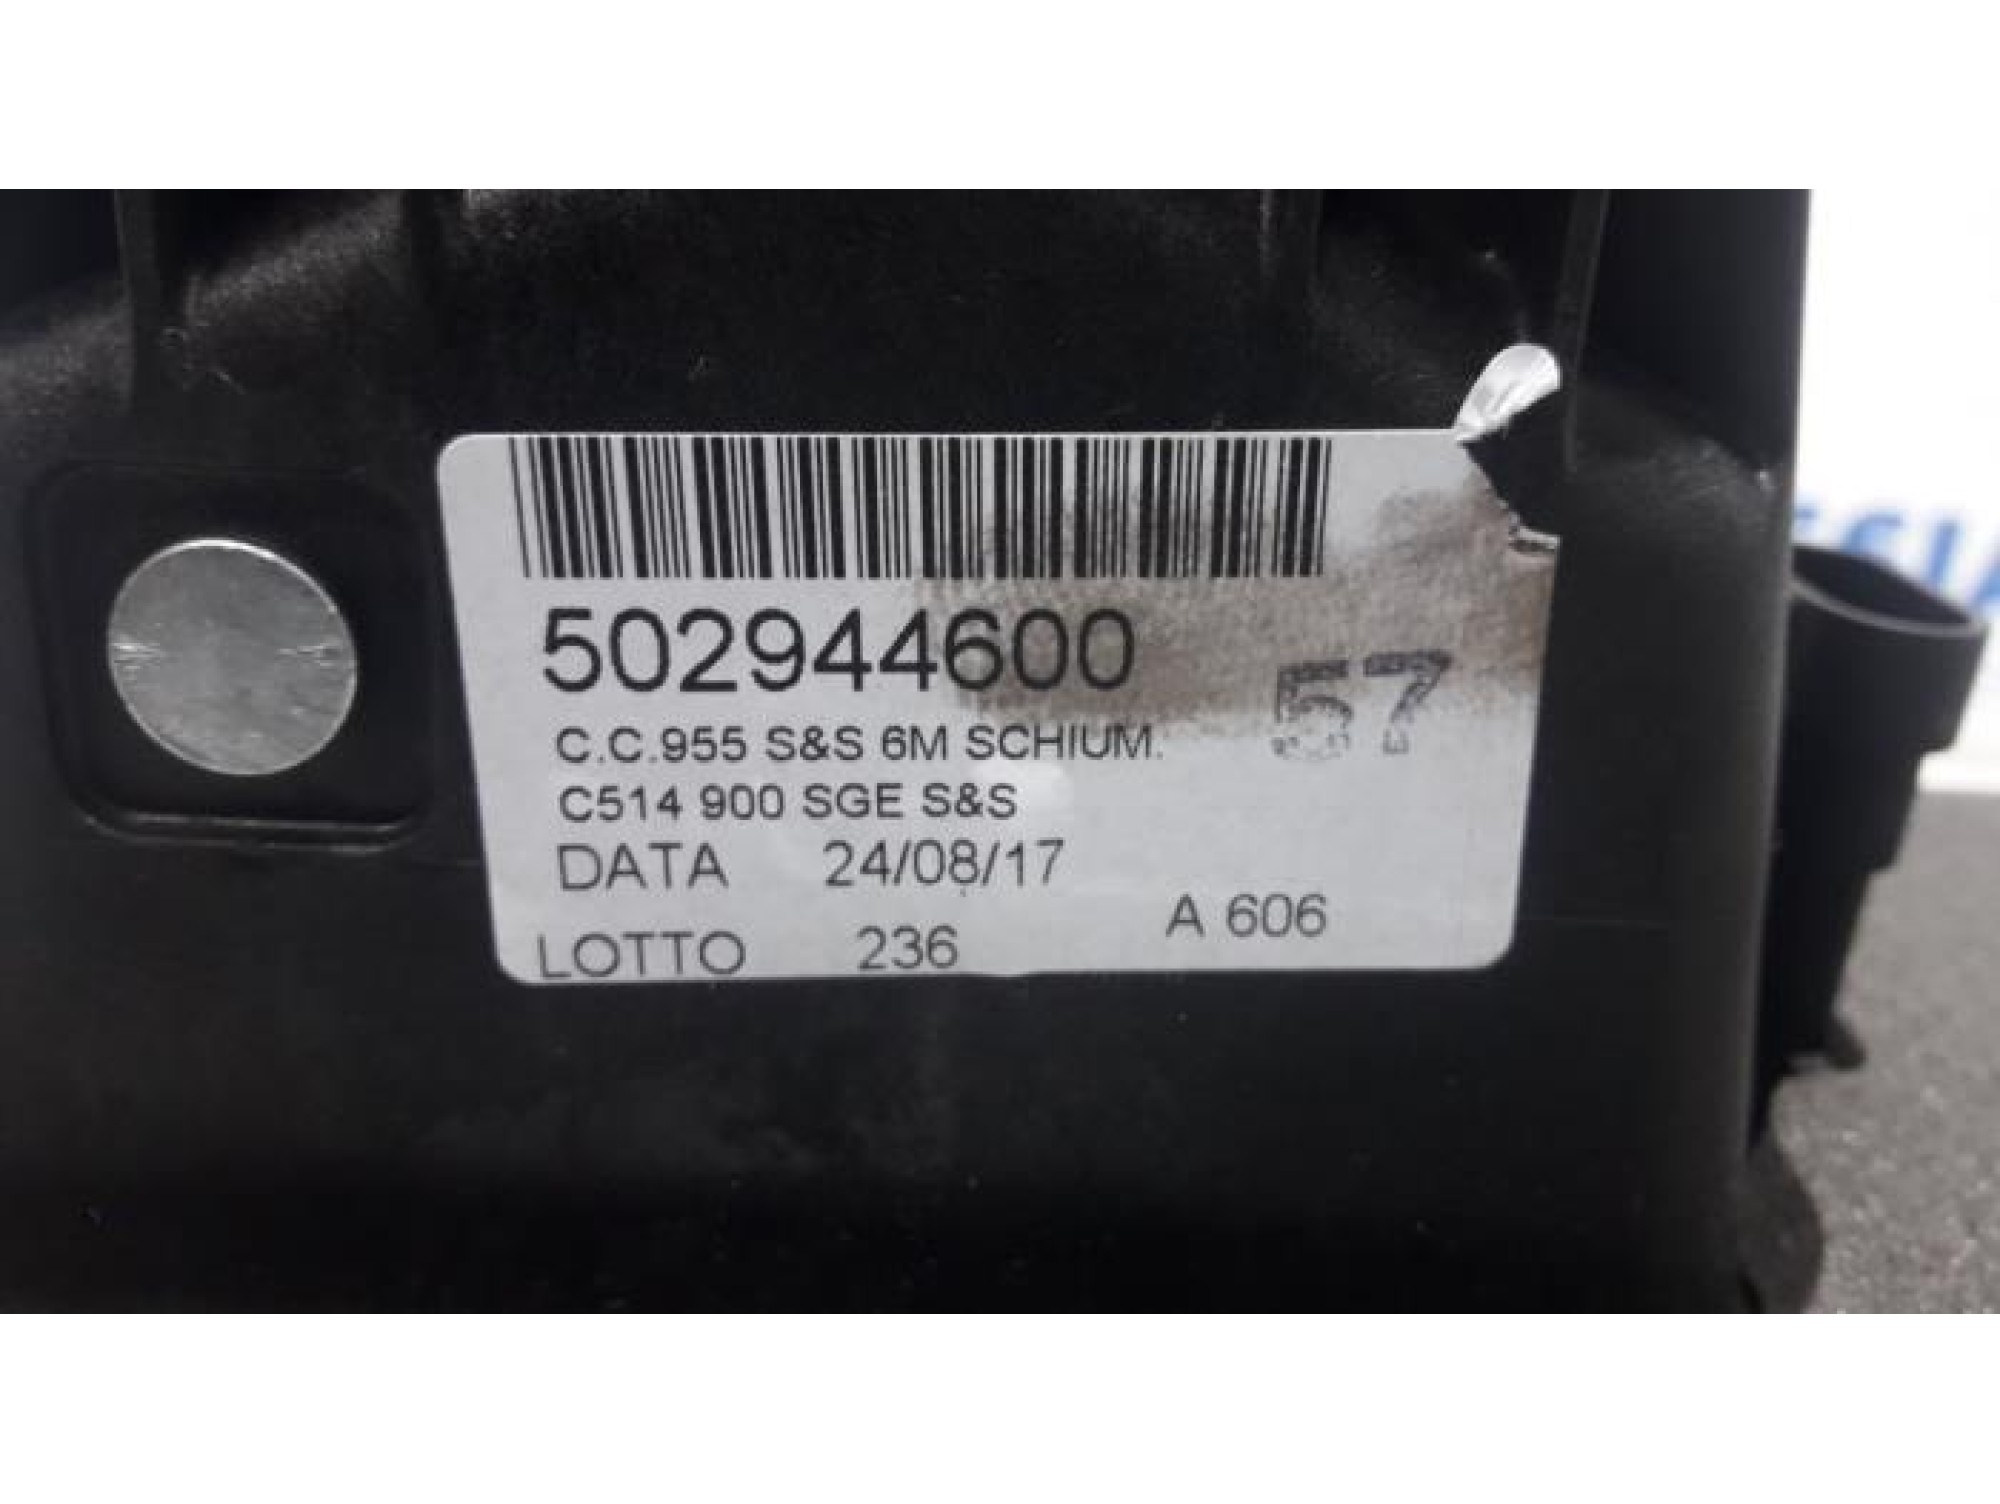 502944600
57
C.C.955 S&S 6M SCHIUM.
C514 900 SGE S&S
DATA 24/08/17
A 606
LOTTO 236